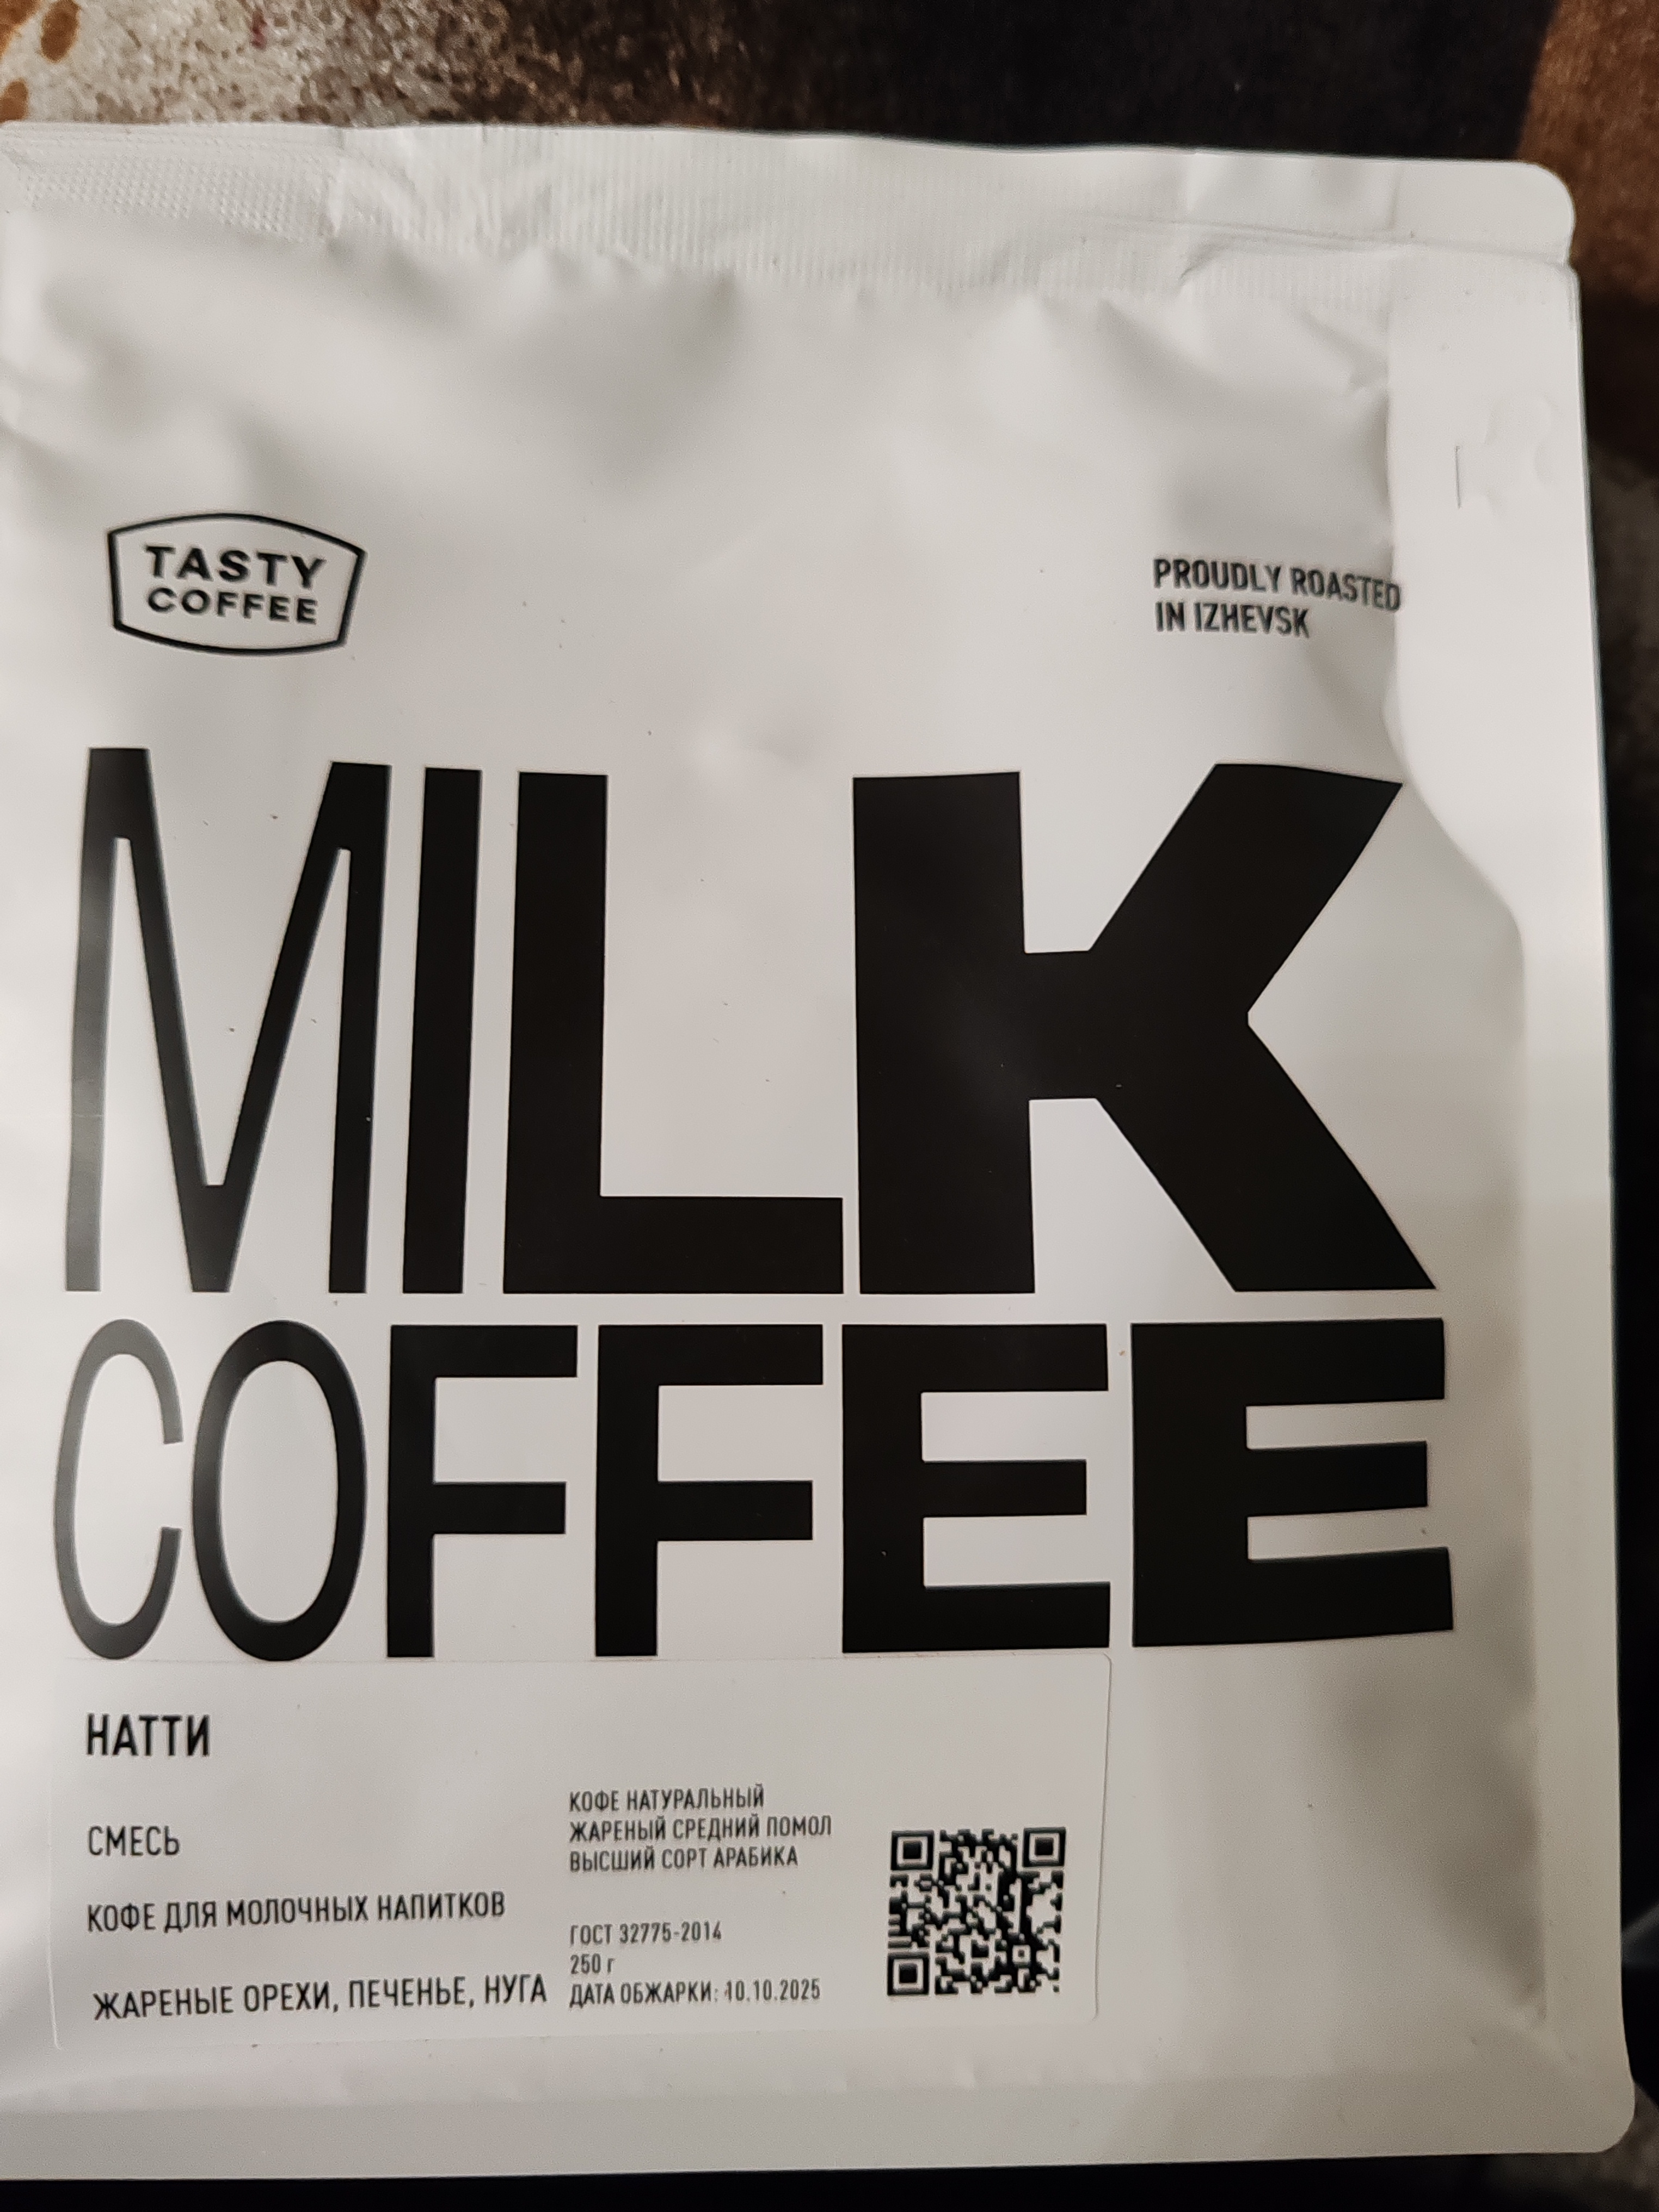 TASTY
COFFEE
PROUDLY ROASTED
IN IZHEVSK
MILK
COFFEE
НАТТИ
СМЕСЬ
КОФЕ ДЛЯ МОЛОЧНЫХ НАПИТКОВ
ЖАРЕНЫЕ ОРЕХИ, ПЕЧЕНЬЕ, НУГА
КОФЕ НАТУРАЛЬНЫЙ
ЖАРЕНЫЙ СРЕДНИЙ ПОМОЛ
ВЫСШИЙ СОРТ АРАБИКА
ГОСТ 32775-2014
250 г
ДАТА ОБЖАРКИ: 10.10.2025